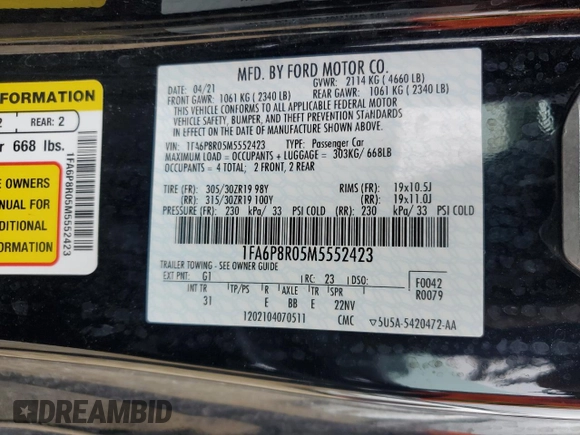 FORMATION
2 REAR: 2
r 668 lbs.
E OWNERS
ANUAL FOR
DDITIONAL
FORMATION
1FA6P8R05M5552423
MFD. BY FORD MOTOR CO.
DATE: 04/21 GVWR: 2114 KG ( 4660 LB)
FRONT GAWR: 1061 KG ( 2340 LB) REAR GAWR: 1061 KG ( 2340 LB)
THIS VEHICLE CONFORMS TO ALL APPLICABLE FEDERAL MOTOR
VEHICLE SAFETY, BUMPER, AND THEFT PREVENTION STANDARDS
IN EFFECT ON THE DATE OF MANUFACTURE SHOWN ABOVE.
VIN: 1FA6P8R05M5552423 TYPE: Passenger Car
MAXIMUM LOAD = OCCUPANTS + LUGGAGE = 303KG/ 668LB
OCCUPANTS = 4 TOTAL; 2 FRONT, 2 REAR
TIRE (FR): 305/30ZR19 98Y RIMS (FR): 19x10.5J
(RR): 315/30ZR19 100Y (RR): 19x11.0J
PRESSURE (FR) 230 kPa/ 33 PSI COLD (RR) 230 kPa/ 33 PSI COLD
1FA6P8R05M5552423
TRAILER TOWING - SEE OWNER GUIDE
EXT PNT: G1 RC: 23 DSO: F0042
INT TR TP/PS R AXLE TR SPR R0079
31 E BB E 22NV
1202104070511 CMC ▽5U5A-5420472-AA
DREAMBID